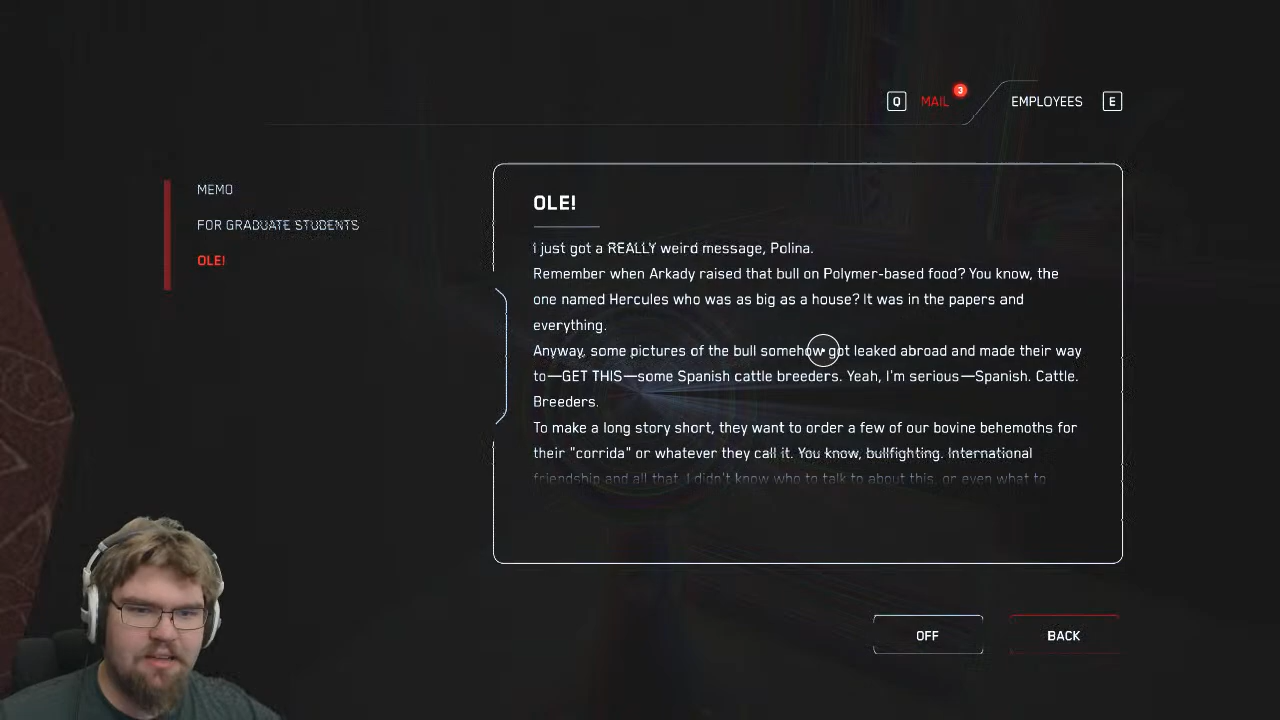 Q MAIL 3 EMPLOYEES E
MEMO
FOR GRADUATE STUDENTS
OLE!
OLE!
I just got a REALLY weird message, Polina.
Remember when Arkady raised that bull on Polymer-based food? You know, the
one named Hercules who was as big as a house? It was in the papers and
everything.
Anyway, some pictures of the bull somehow got leaked abroad and made their way
to—GET THIS—some Spanish cattle breeders. Yeah, I'm serious—Spanish. Cattle.
Breeders.
To make a long story short, they want to order a few of our bovine behemoths for
their "corrida" or whatever they call it. You know, bullfighting. International
friendship and all that. I didn't know who to talk to about this, or even what to
OFF BACK